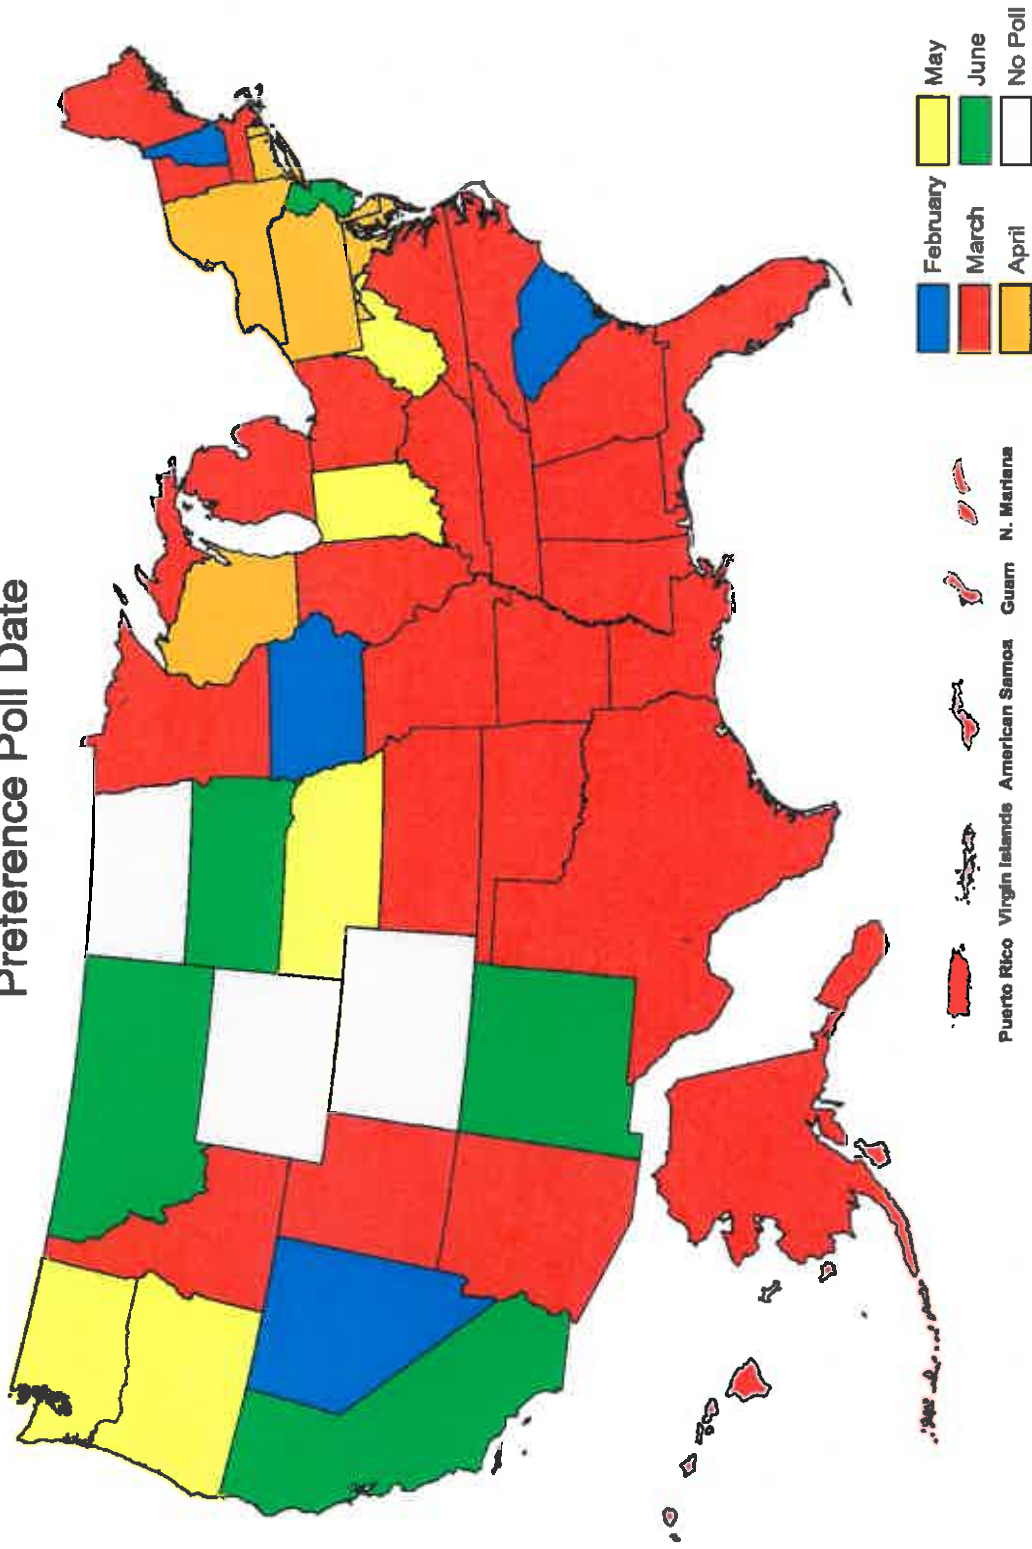 Preference Poll Date
Puerto Rico Virgin Islands American Samoa Guam N. Mariana
February May
March June
April No Poll